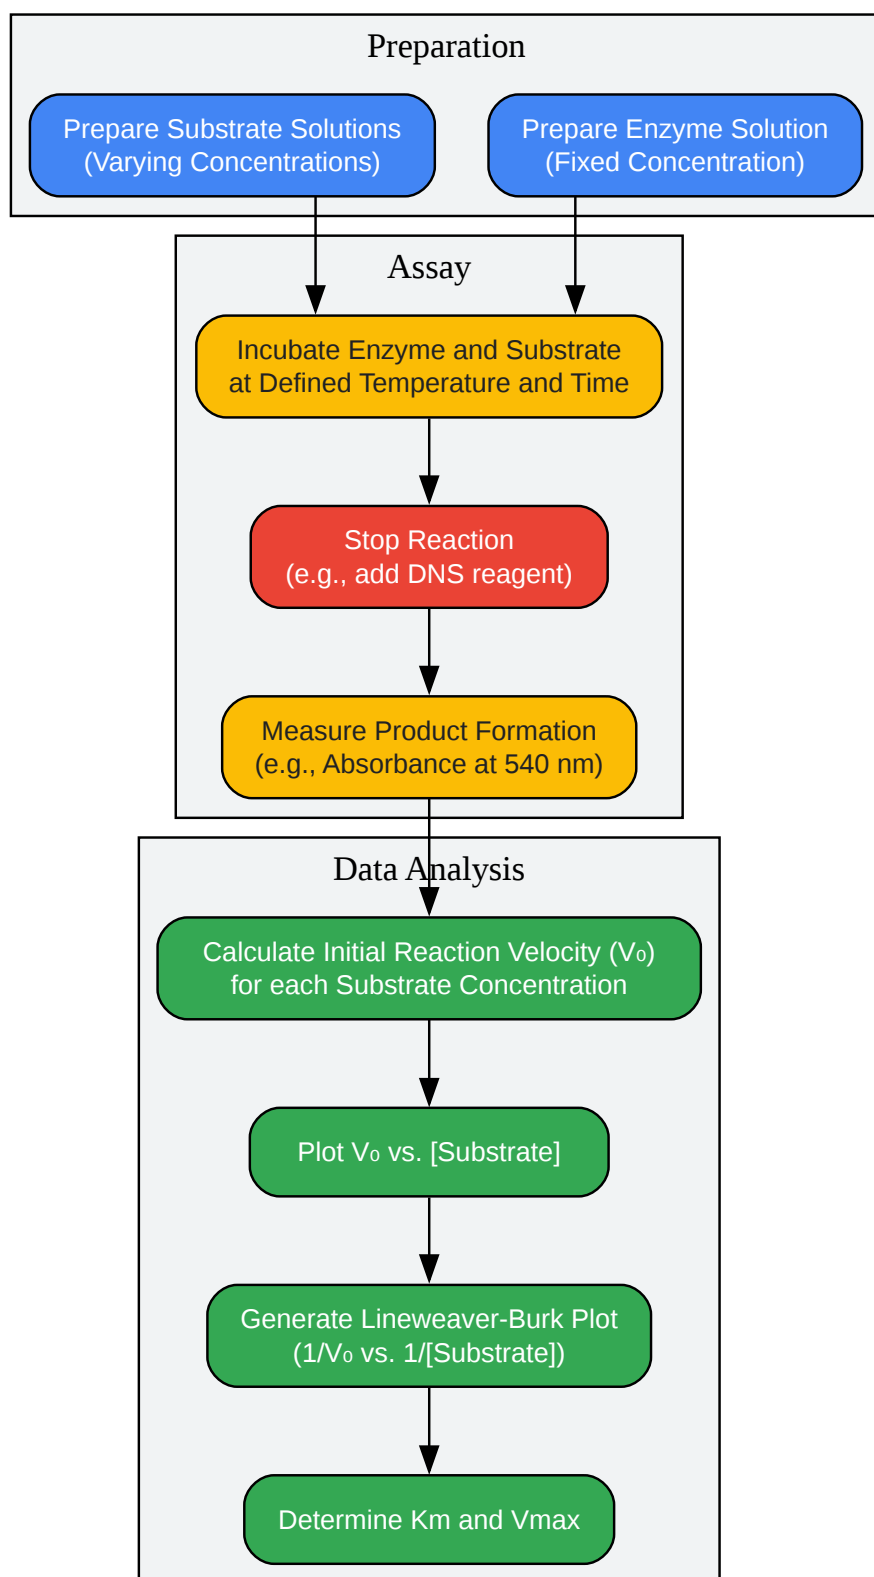 Preparation
Prepare Substrate Solutions
(Varying Concentrations)
Prepare Enzyme Solution
(Fixed Concentration)
Assay
Incubate Enzyme and Substrate
at Defined Temperature and Time
Stop Reaction
(e.g., add DNS reagent)
Measure Product Formation
(e.g., Absorbance at 540 nm)
Data Analysis
Calculate Initial Reaction Velocity (V₀)
for each Substrate Concentration
Plot V₀ vs. [Substrate]
Generate Lineweaver-Burk Plot
(1/V₀ vs. 1/[Substrate])
Determine Km and Vmax